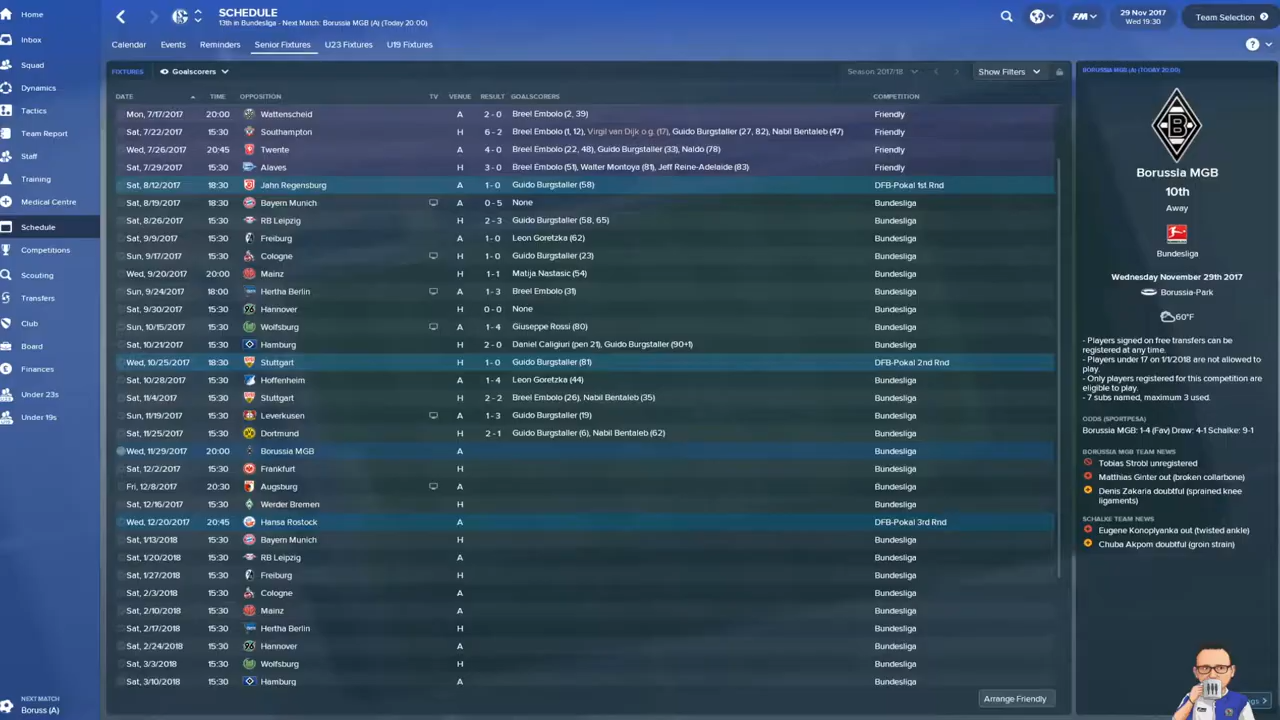 Home
SCHEDULE
13th in Bundesliga - Next Match: Borussia MGB (A) (Today 20:00)
29 Nov 2017
Wed 19:30
FM
Team Selection
Inbox
Squad
Dynamics
Tactics
Team Report
Staff
Training
Medical Centre
Schedule
Competitions
Scouting
Transfers
Club
Board
Finances
Under 23s
Under 19s
NEXT MATCH
Boruss (A)
Calendar Events Reminders Senior Fixtures U23 Fixtures U19 Fixtures
?
FIXTURES Goalscorers Season 2017/18 Show Filters
DATE TIME OPPOSITION TV VENUE RESULT GOALSCORERS COMPETITION
Mon, 7/17/2017 20:00 Wattenscheid A 2 - 0 Breel Embolo (2, 39) Friendly
Sat, 7/22/2017 15:30 Southampton A 6 - 2 Breel Embolo (1, 12), Virgil van Dijk o.g. (17), Guido Burgstaller (27, 82), Nabil Bentaleb (47) Friendly
Wed, 7/26/2017 20:45 Twente A 4 - 0 Breel Embolo (22, 48), Guido Burgstaller (33), Naldo (78) Friendly
Sat, 7/29/2017 15:30 Alaves H 3 - 0 Breel Embolo (51), Walter Montoya (81), Jeff Reine-Adelaide (83) Friendly
Sat, 8/12/2017 18:30 Jahn Regensburg A 1 - 0 Guido Burgstaller (58) DFB-Pokal 1st Rnd
Sat, 8/19/2017 18:30 Bayern Munich A 0 - 5 None Bundesliga
Sat, 8/26/2017 15:30 RB Leipzig H 2 - 3 Guido Burgstaller (58, 65) Bundesliga
Sat, 9/9/2017 15:30 Freiburg A 1 - 0 Leon Goretzka (62) Bundesliga
Sun, 9/17/2017 15:30 Cologne H 1 - 0 Guido Burgstaller (23) Bundesliga
Wed, 9/20/2017 20:00 Mainz H 1 - 1 Matija Nastasic (54) Bundesliga
Sun, 9/24/2017 18:00 Hertha Berlin A 1 - 3 Breel Embolo (31) Bundesliga
Sat, 9/30/2017 15:30 Hannover H 0 - 0 None Bundesliga
Sun, 10/15/2017 15:30 Wolfsburg A 1 - 4 Giuseppe Rossi (80) Bundesliga
Sat, 10/21/2017 15:30 Hamburg H 2 - 0 Daniel Caligiuri (pen 21), Guido Burgstaller (90+1) Bundesliga
Wed, 10/25/2017 18:30 Stuttgart H 1 - 0 Guido Burgstaller (81) DFB-Pokal 2nd Rnd
Sat, 10/28/2017 15:30 Hoffenheim A 1 - 4 Leon Goretzka (44) Bundesliga
Sat, 11/4/2017 15:30 Stuttgart H 2 - 2 Breel Embolo (26), Nabil Bentaleb (35) Bundesliga
Sun, 11/19/2017 15:30 Leverkusen A 1 - 3 Guido Burgstaller (19) Bundesliga
Sat, 11/25/2017 15:30 Dortmund H 2 - 1 Guido Burgstaller (6), Nabil Bentaleb (62) Bundesliga
Wed, 11/29/2017 20:00 Borussia MGB A Bundesliga
Sat, 12/2/2017 15:30 Frankfurt H Bundesliga
Fri, 12/8/2017 20:30 Augsburg A Bundesliga
Sat, 12/16/2017 15:30 Werder Bremen H Bundesliga
Wed, 12/20/2017 20:45 Hansa Rostock A DFB-Pokal 3rd Rnd
Sat, 1/13/2018 15:30 Bayern Munich H Bundesliga
Sat, 1/20/2018 15:30 RB Leipzig A Bundesliga
Sat, 1/27/2018 15:30 Freiburg H Bundesliga
Sat, 2/3/2018 15:30 Cologne A Bundesliga
Sat, 2/10/2018 15:30 Mainz A Bundesliga
Sat, 2/17/2018 15:30 Hertha Berlin H Bundesliga
Sat, 2/24/2018 15:30 Hannover A Bundesliga
Sat, 3/3/2018 15:30 Wolfsburg H Bundesliga
Sat, 3/10/2018 15:30 Hamburg A Bundesliga
Arrange Friendly
BORUSSIA MGB (A) (TODAY 20:00)
Borussia MGB
10th
Away
Bundesliga
Wednesday November 29th 2017
Borussia-Park
60°F
- Players signed on free transfers can be
registered at any time.
- Players under 17 on 1/1/2018 are not allowed to
play.
- Only players registered for this competition are
eligible to play.
- 7 subs named, maximum 3 used.
ODDS (SPORTPESA)
Borussia MGB: 1-4 (Fav) Draw: 4-1 Schalke: 9-1
BORUSSIA MGB TEAM NEWS
Tobias Strobl unregistered
Matthias Ginter out (broken collarbone)
Denis Zakaria doubtful (sprained knee
ligaments)
SCHALKE TEAM NEWS
Eugene Konoplyanka out (twisted ankle)
Chuba Akpom doubtful (groin strain)